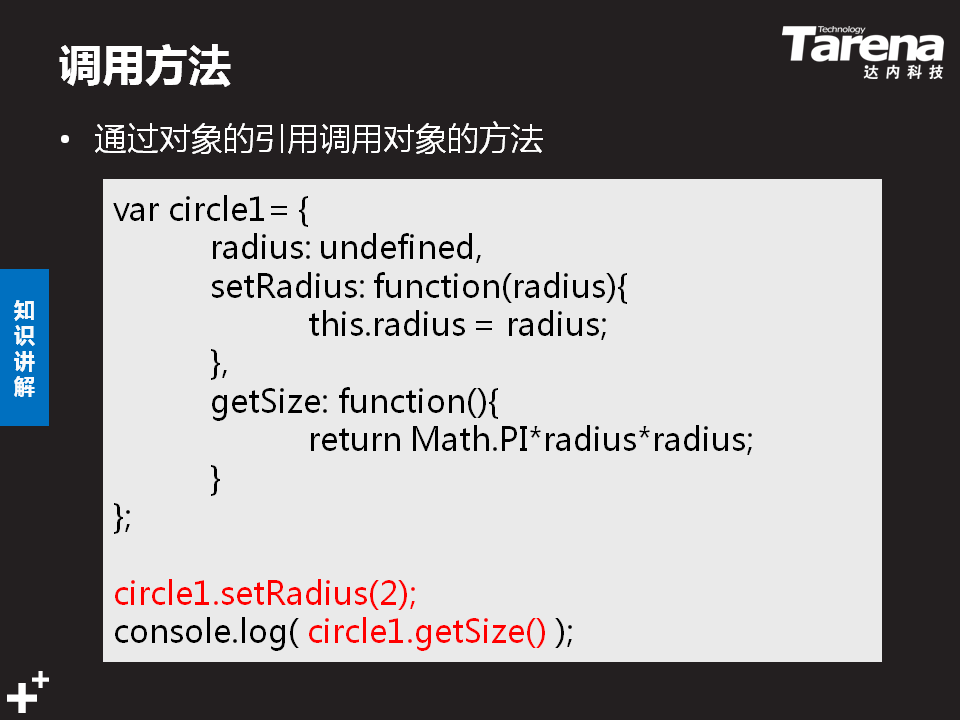 调用方法
Technology
Tarena
达内科技
• 通过对象的引用调用对象的方法
知识讲解
var circle1= {
radius: undefined,
setRadius: function(radius){
this.radius = radius;
},
getSize: function(){
return Math.PI*radius*radius;
}
};
circle1.setRadius(2);
console.log( circle1.getSize() );